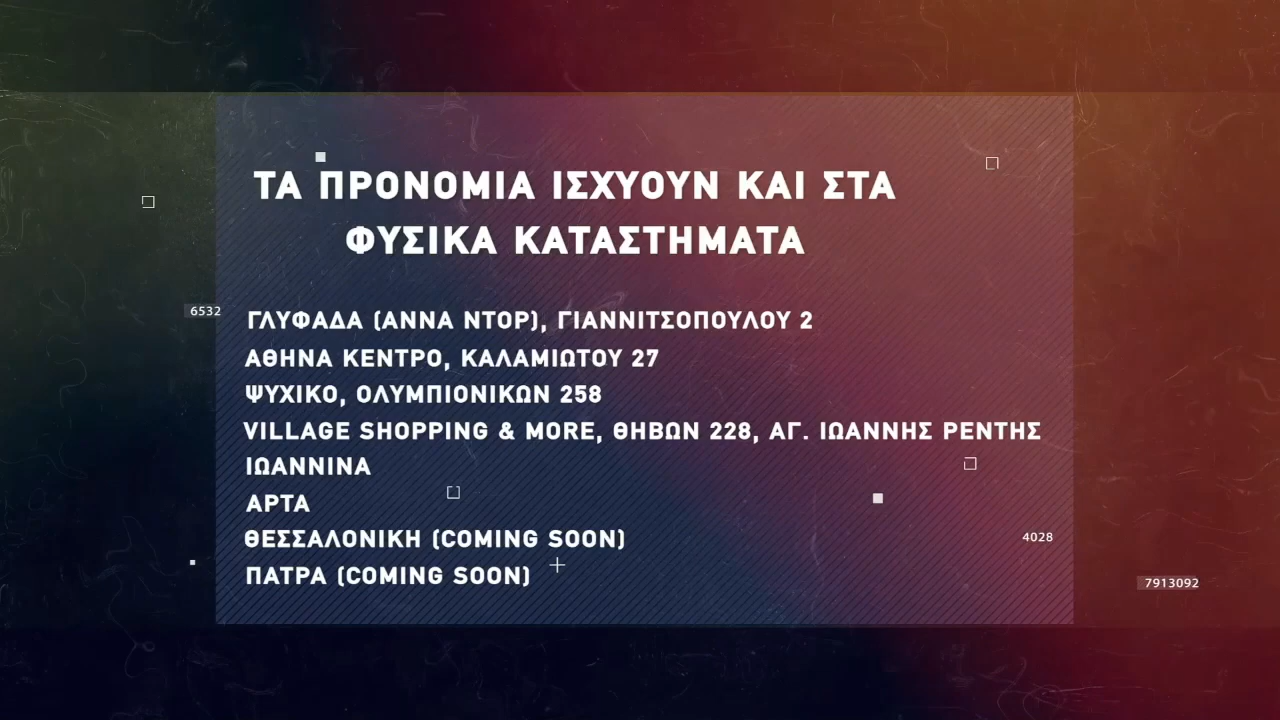 ΤΑ ΠΡΟΝΟΜΙΑ ΙΣΧΥΟΥΝ ΚΑΙ ΣΤΑ
ΦΥΣΙΚΑ ΚΑΤΑΣΤΗΜΑΤΑ
6532
ΓΛΥΦΑΔΑ (ΑΝΝΑ ΝΤΟΡ), ΓΙΑΝΝΙΤΣΟΠΟΥΛΟΥ 2
ΑΘΗΝΑ ΚΕΝΤΡΟ, ΚΑΛΑΜΙΩΤΟΥ 27
ΨΥΧΙΚΟ, ΟΛΥΜΠΙΟΝΙΚΩΝ 258
VILLAGE SHOPPING & MORE, ΘΗΒΩΝ 228, ΑΓ. ΙΩΑΝΝΗΣ ΡΕΝΤΗΣ
ΙΩΑΝΝΙΝΑ
ΑΡΤΑ
ΘΕΣΣΑΛΟΝΙΚΗ (COMING SOON)
4028
ΠΑΤΡΑ (COMING SOON)
7913092